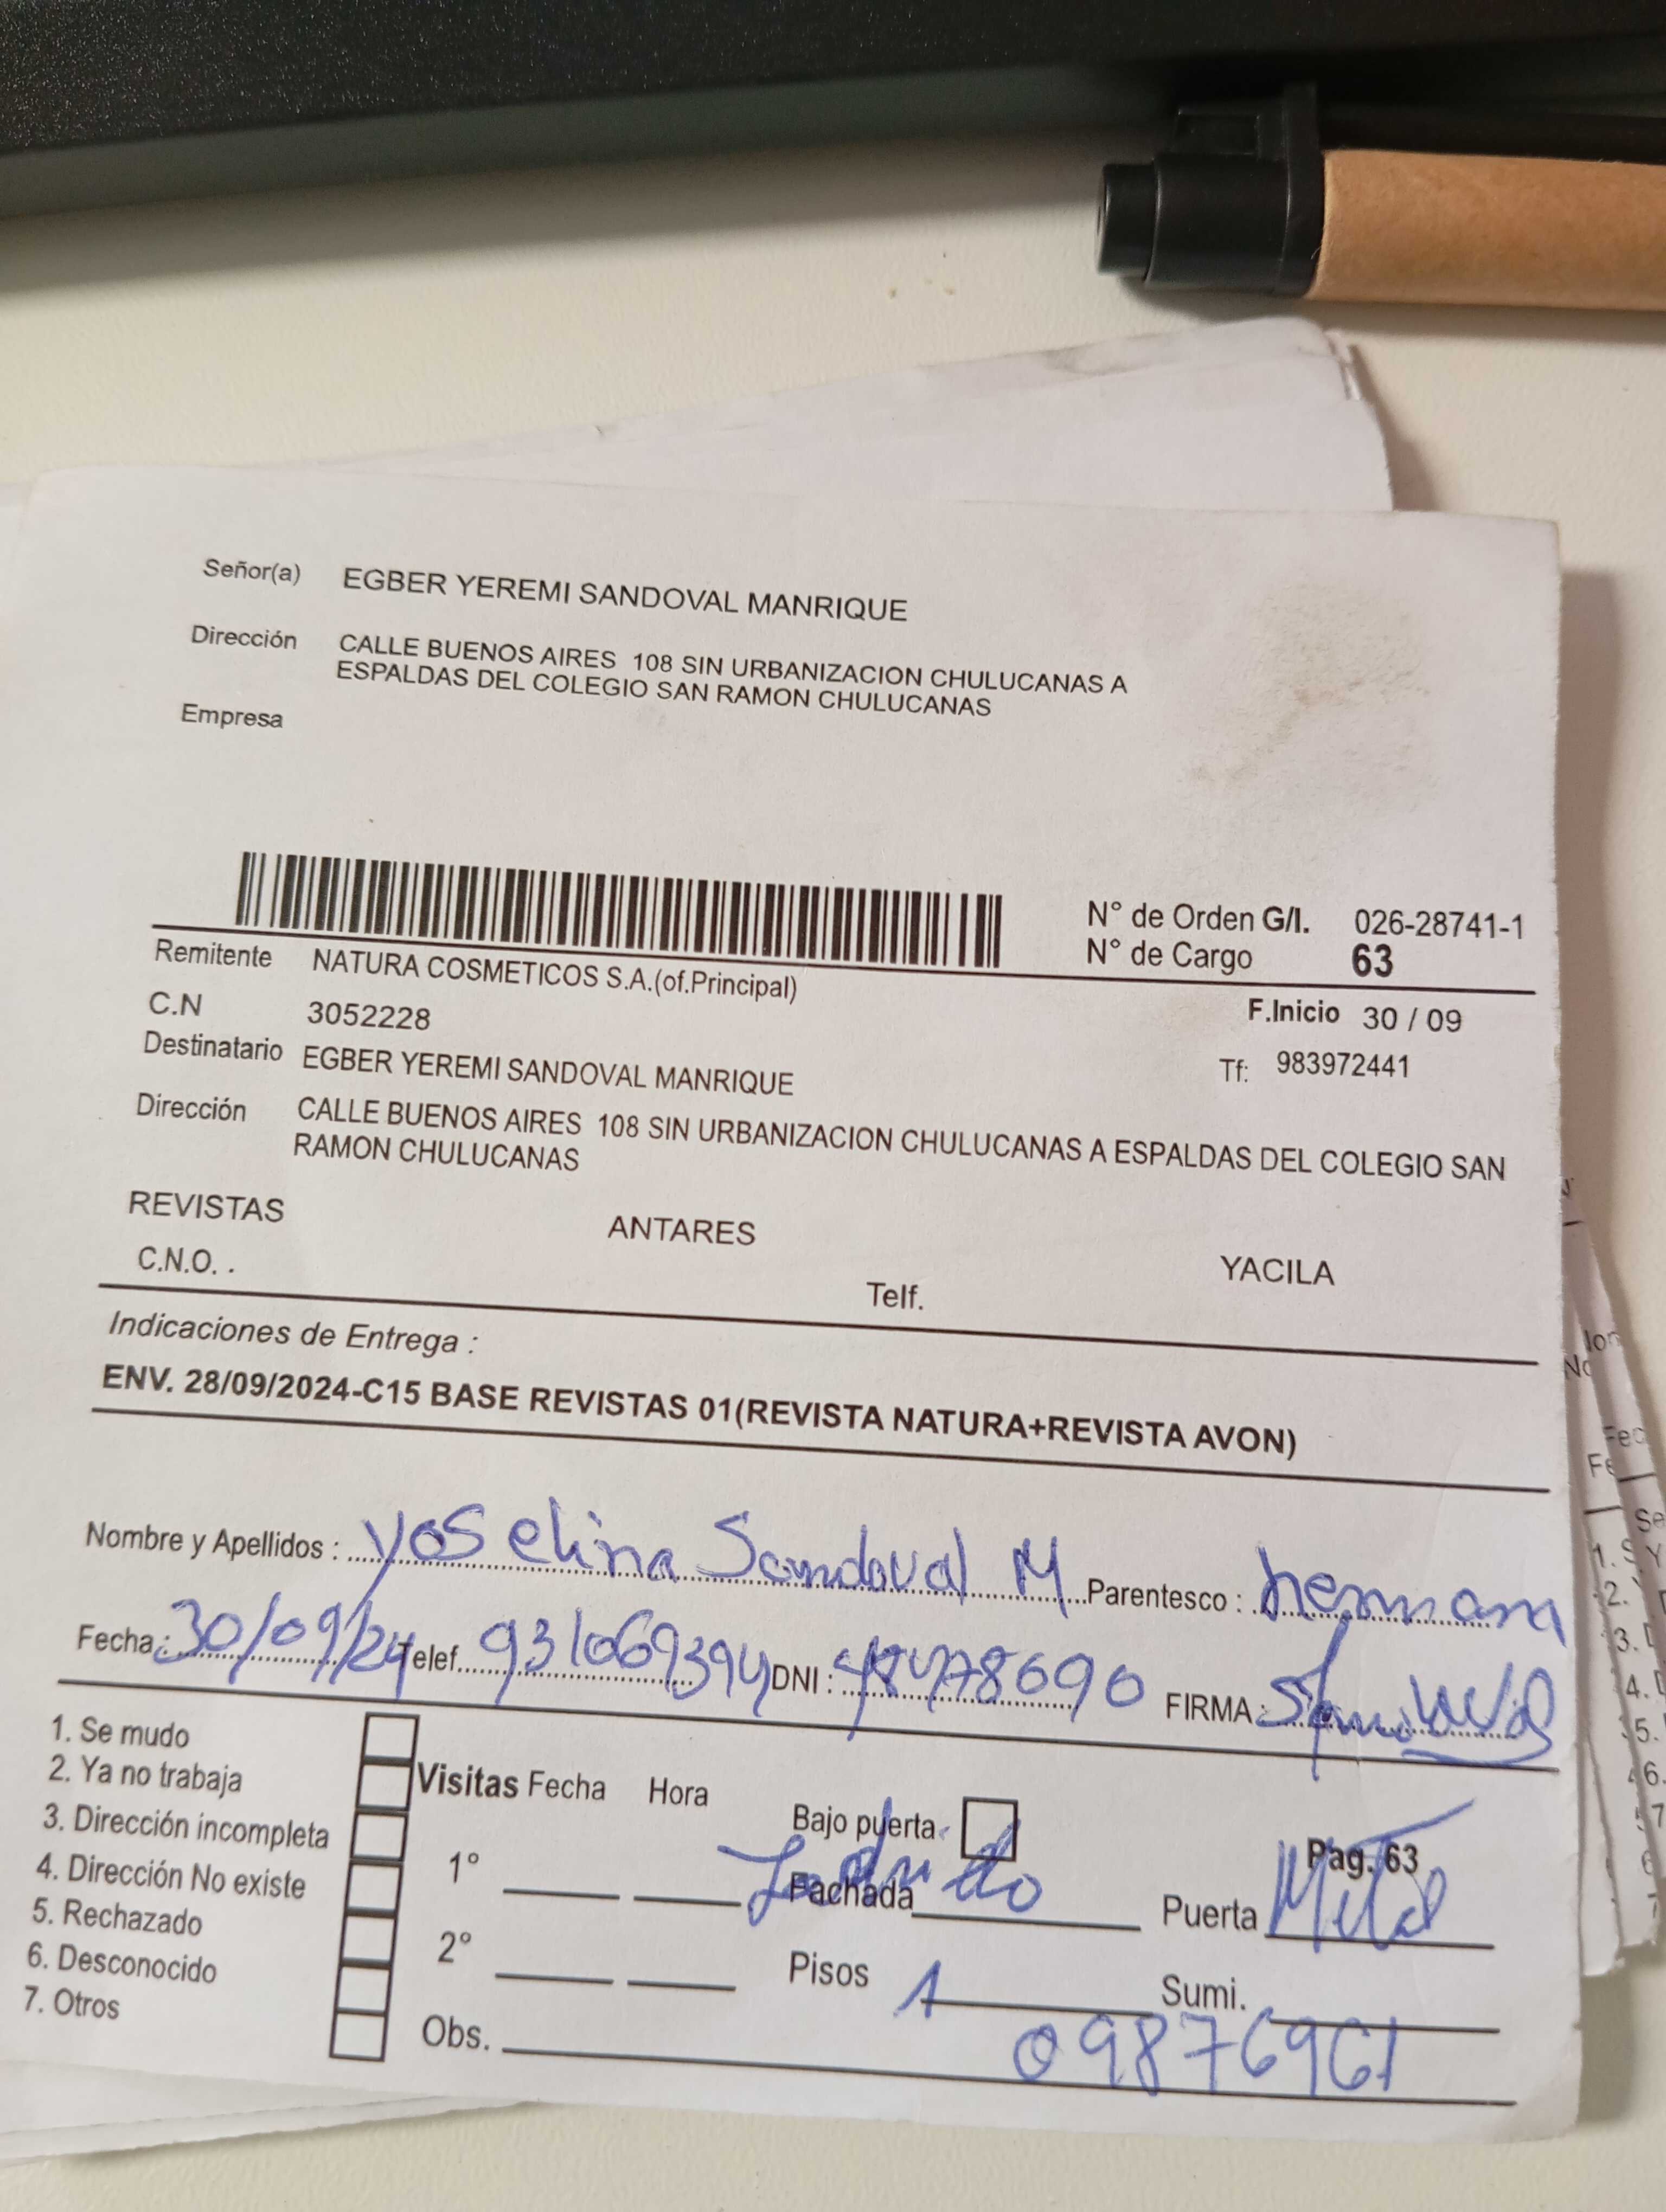 Señor(a) EGBER YEREMI SANDOVAL MANRIQUE
Dirección CALLE BUENOS AIRES 108 SIN URBANIZACION CHULUCANAS A
ESPALDAS DEL COLEGIO SAN RAMON CHULUCANAS
Empresa
N° de Orden G/I. 026-28741-1
N° de Cargo 63
Remitente NATURA COSMETICOS S.A.(of.Principal)
C.N 3052228 F.Inicio 30 / 09
Destinatario EGBER YEREMI SANDOVAL MANRIQUE Tf: 983972441
Dirección CALLE BUENOS AIRES 108 SIN URBANIZACION CHULUCANAS A ESPALDAS DEL COLEGIO SAN
RAMON CHULUCANAS
REVISTAS ANTARES YACILA
C.N.O. . Telf.
Indicaciones de Entrega :
ENV. 28/09/2024-C15 BASE REVISTAS 01(REVISTA NATURA+REVISTA AVON)
Nombre y Apellidos : Yoselina Sandoval M Parentesco : hermana
Fecha : 30/09/24 Telef. 931069394 DNI : FIRMA : Sandoval
1. Se mudo
2. Ya no trabaja
3. Dirección incompleta
4. Dirección No existe
5. Rechazado
6. Desconocido
7. Otros
Visitas Fecha Hora
1°
2°
Obs.
Bajo puerta Pag. 63
Fachada Ladrillo Puerta Metal
Pisos 1 Sumi.
09876961